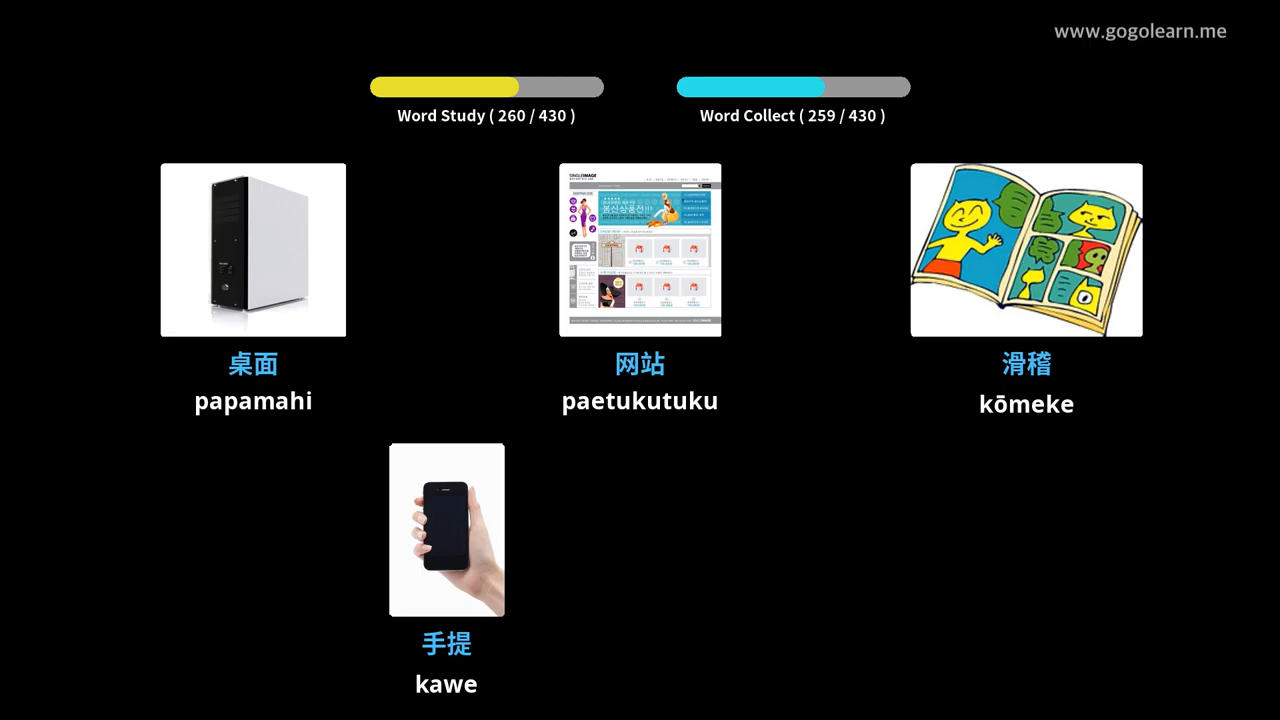 www.gogolearn.me
Word Study ( 260 / 430 )
Word Collect ( 259 / 430 )
桌面
papamahi
网站
paetukutuku
滑稽
kōmeke
手提
kawe